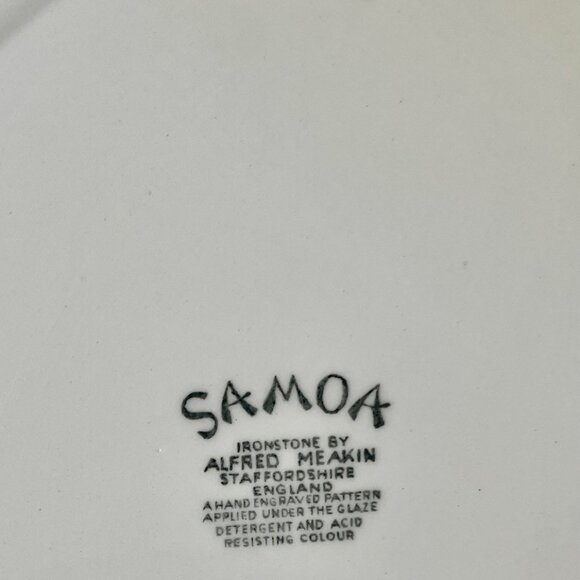 SAMOA
IRONSTONE BY
ALFRED MEAKIN
STAFFORDSHIRE
ENGLAND
A HAND ENGRAVED PATTERN
APPLIED UNDER THE GLAZE
DETERGENT AND ACID
RESISTING COLOUR